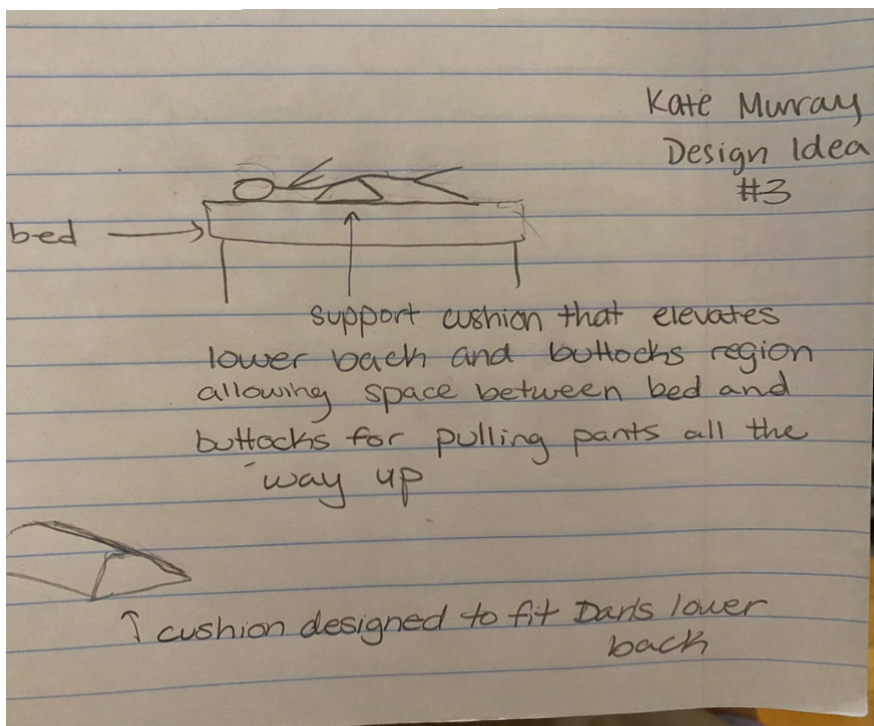 Kate Murray
Design Idea
#3
bed
support cushion that elevates
lower back and buttocks region
allowing space between bed and
buttocks for pulling pants all the
way up
cushion designed to fit Dan's lower
back